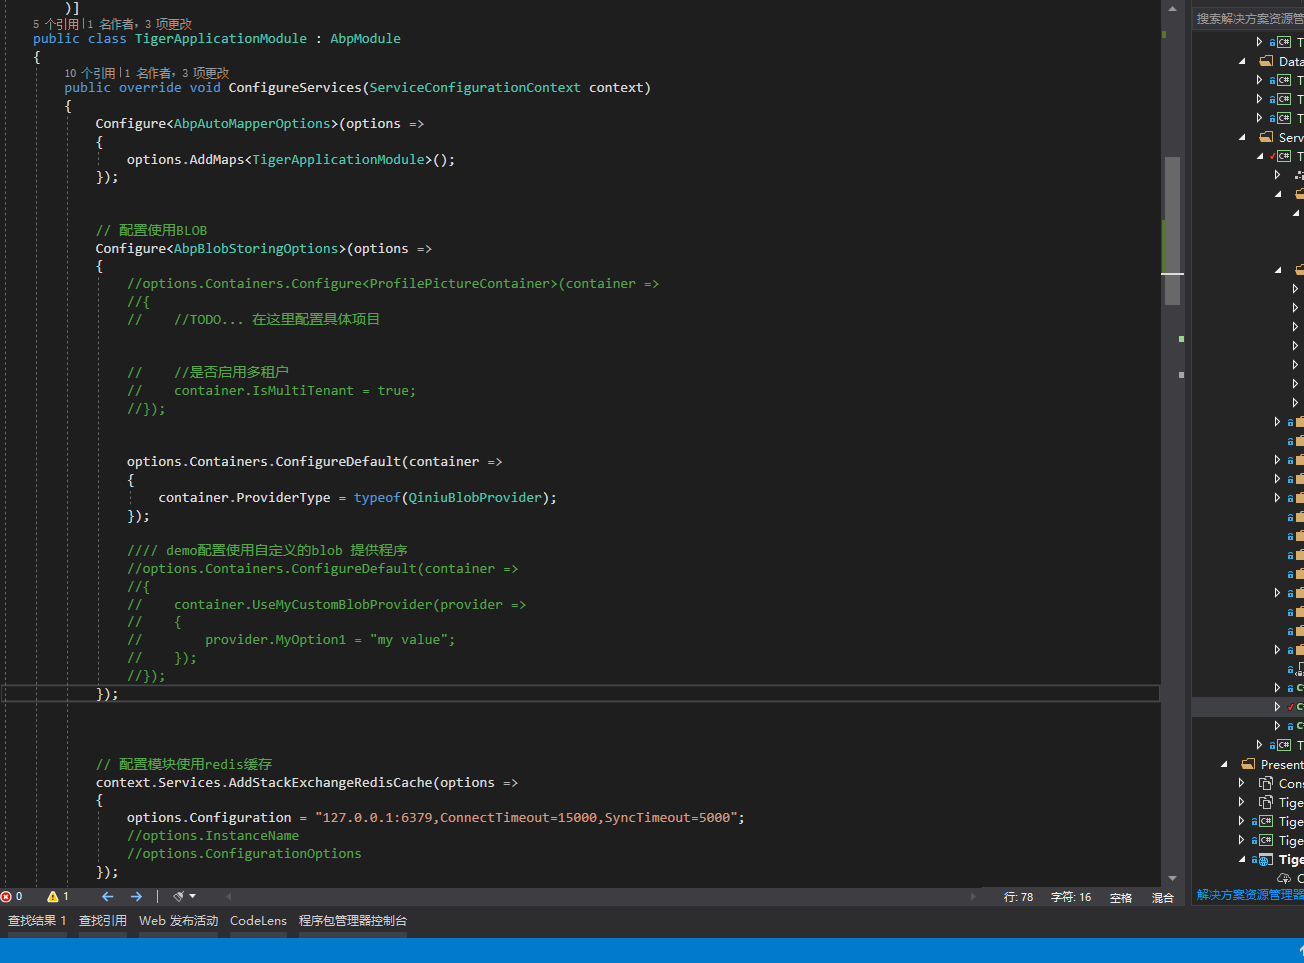 )]
5 个引用 | 1 名作者，3 项更改
public class TigerApplicationModule : AbpModule
{
10 个引用 | 1 名作者，3 项更改
public override void ConfigureServices(ServiceConfigurationContext context)
{
Configure<AbpAutoMapperOptions>(options =>
{
options.AddMaps<TigerApplicationModule>();
});
// 配置使用BLOB
Configure<AbpBlobStoringOptions>(options =>
{
//options.Containers.Configure<ProfilePictureContainer>(container =>
//{
//    //TODO... 在这里配置具体项目
//    //是否启用多租户
//    container.IsMultiTenant = true;
//});
options.Containers.ConfigureDefault(container =>
{
container.ProviderType = typeof(QiniuBlobProvider);
});
//// demo配置使用自定义的blob 提供程序
//options.Containers.ConfigureDefault(container =>
//{
//    container.UseMyCustomBlobProvider(provider =>
//    {
//        provider.MyOption1 = "my value";
//    });
//});
});
// 配置模块使用redis缓存
context.Services.AddStackExchangeRedisCache(options =>
{
options.Configuration = "127.0.0.1:6379,ConnectTimeout=15000,SyncTimeout=5000";
//options.InstanceName
//options.ConfigurationOptions
});
0 1 行: 78 字符: 16 空格 混合
查找结果 1 查找引用 Web 发布活动 CodeLens 程序包管理器控制台
搜索解决方案资源管
C# T
Data
C# T
C# T
C# T
Serv
C# T
C# T
Present
Cons
Tige
C# Tige
C# Tige
Tige
解决方案资源管理器